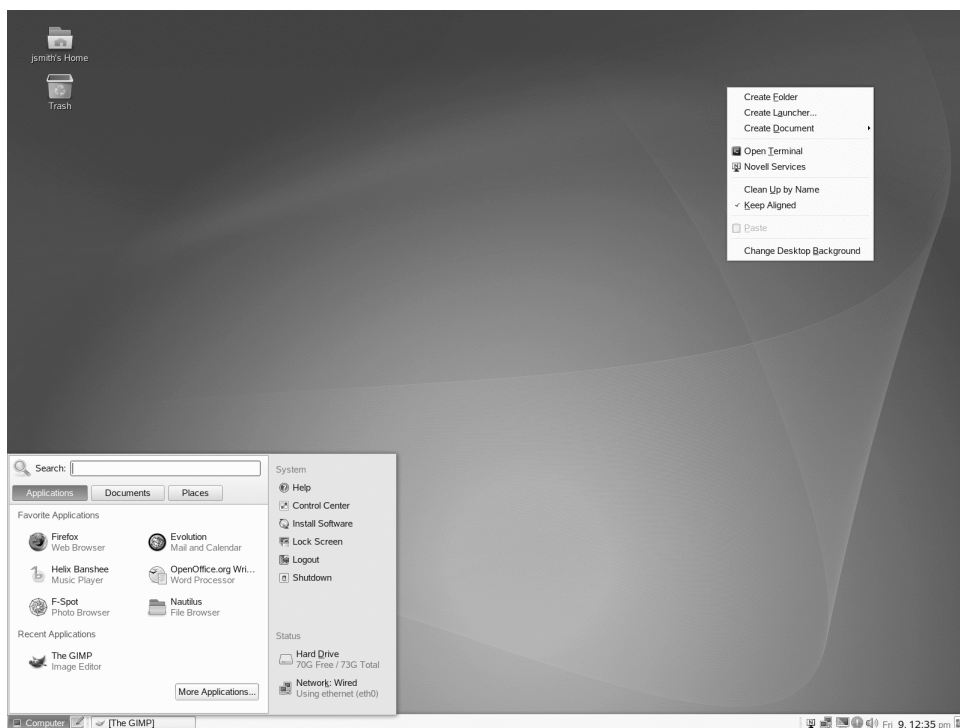 jsmith's Home
Trash
Create Folder
Create Launcher...
Create Document
Open Terminal
Novell Services
Clean Up by Name
Keep Aligned
Paste
Change Desktop Background
Search:
Applications
Documents
Places
Favorite Applications
Firefox
Web Browser
Evolution
Mail and Calendar
Helix Banshee
Music Player
OpenOffice.org Wri...
Word Processor
F-Spot
Photo Browser
Nautilus
File Browser
Recent Applications
The GIMP
Image Editor
More Applications...
System
Help
Control Center
Install Software
Lock Screen
Logout
Shutdown
Status
Hard Drive
70G Free / 73G Total
Network: Wired
Using ethernet (eth0)
Computer
[The GIMP]
Fri 9, 12:35 pm